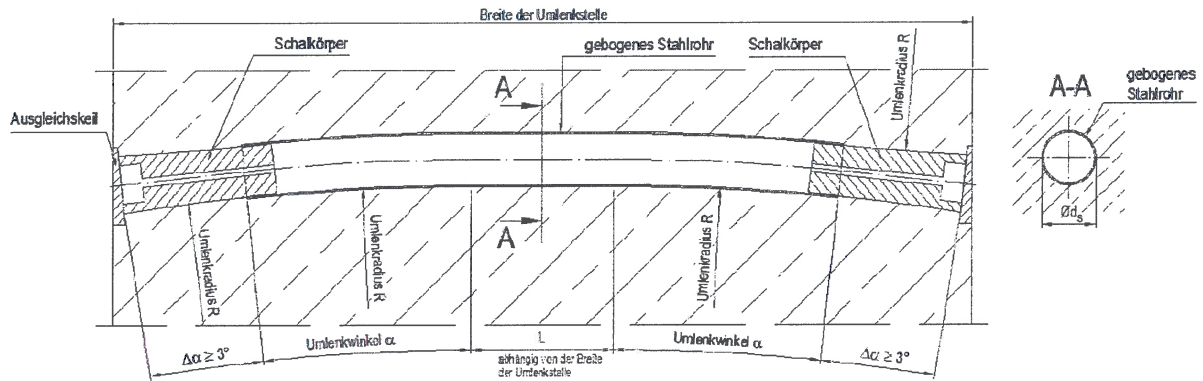 Breite der Umlenkstelle
Schalkörper
gebogenes Stahlrohr
Schalkörper
Umlenkradius R
A
A-A
gebogenes
Stahlrohr
Ausgleichskeil
Ødₛ
A
Umlenkradius R
Umlenkradius R
Umlenkradius R
Δα ≥ 3°
Umlenkwinkel α
L
abhängig von der Breite
der Umlenkstelle
Umlenkwinkel α
Δα ≥ 3°